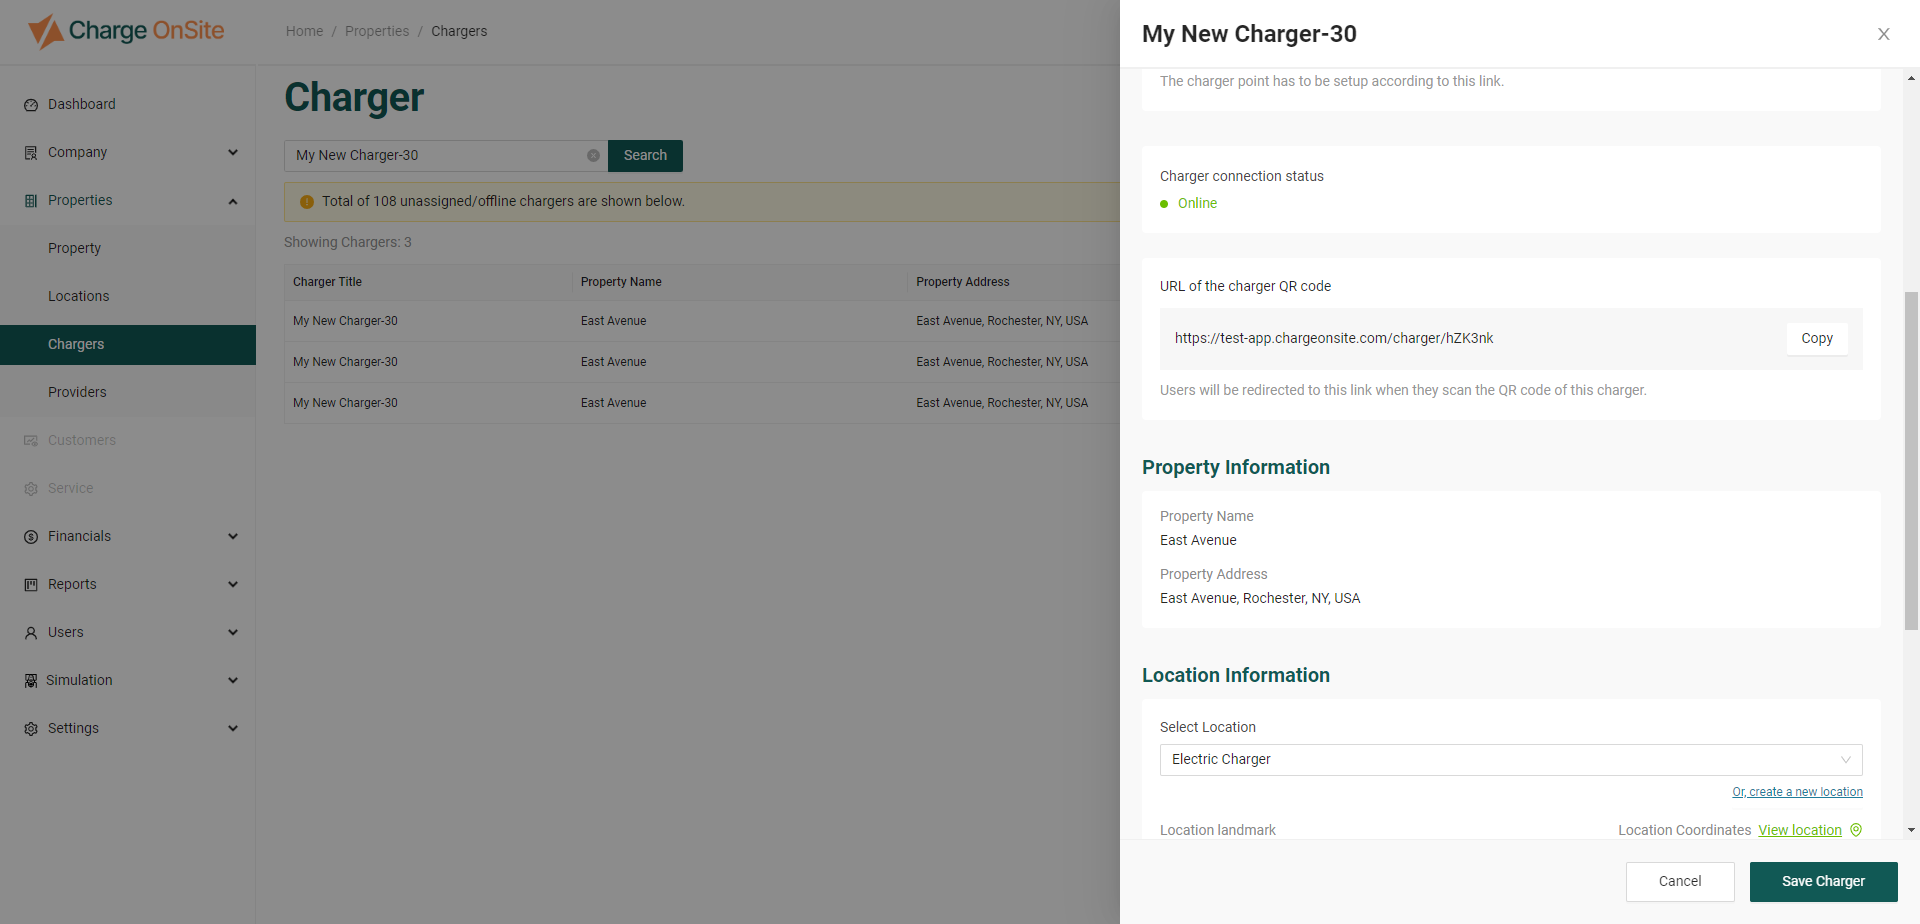 Charge OnSite
Home / Properties / Chargers
Dashboard
Company
Properties
Property
Locations
Chargers
Providers
Customers
Service
Financials
Reports
Users
Simulation
Settings
Charger
My New Charger-30
Search
Total of 108 unassigned/offline chargers are shown below.
Showing Chargers: 3
Charger Title Property Name Property Address
My New Charger-30 East Avenue East Avenue, Rochester, NY, USA
My New Charger-30 East Avenue East Avenue, Rochester, NY, USA
My New Charger-30 East Avenue East Avenue, Rochester, NY, USA
My New Charger-30
The charger point has to be setup according to this link.
Charger connection status
Online
URL of the charger QR code
https://test-app.chargeonsite.com/charger/hZK3nk
Copy
Users will be redirected to this link when they scan the QR code of this charger.
Property Information
Property Name
East Avenue
Property Address
East Avenue, Rochester, NY, USA
Location Information
Select Location
Electric Charger
Or, create a new location
Location landmark
Location Coordinates View location
Cancel
Save Charger